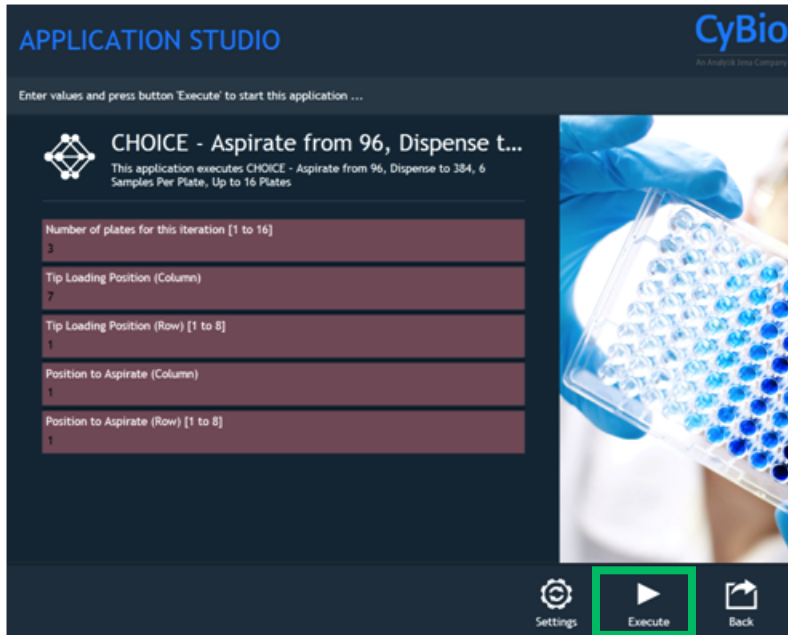 APPLICATION STUDIO
CyBio
An Analytik Jena Company
Enter values and press button 'Execute' to start this application ...
CHOICE - Aspirate from 96, Dispense t...
This application executes CHOICE - Aspirate from 96, Dispense to 384, 6
Samples Per Plate, Up to 16 Plates
Number of plates for this iteration [1 to 16]
3
Tip Loading Position (Column)
7
Tip Loading Position (Row) [1 to 8]
1
Position to Aspirate (Column)
1
Position to Aspirate (Row) [1 to 8]
1
Settings
Execute
Back